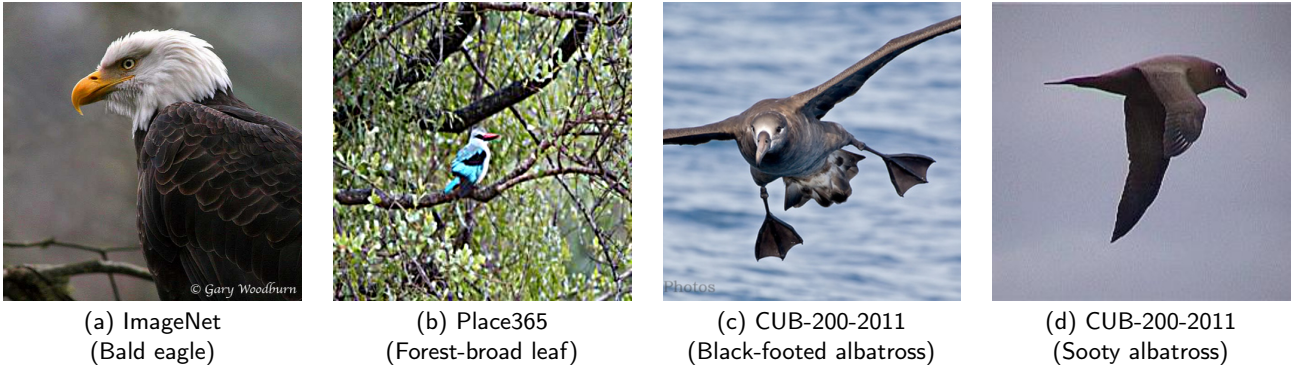 © Gary Woodburn
Photos
(a) ImageNet
(Bald eagle)
(b) Place365
(Forest-broad leaf)
(c) CUB-200-2011
(Black-footed albatross)
(d) CUB-200-2011
(Sooty albatross)